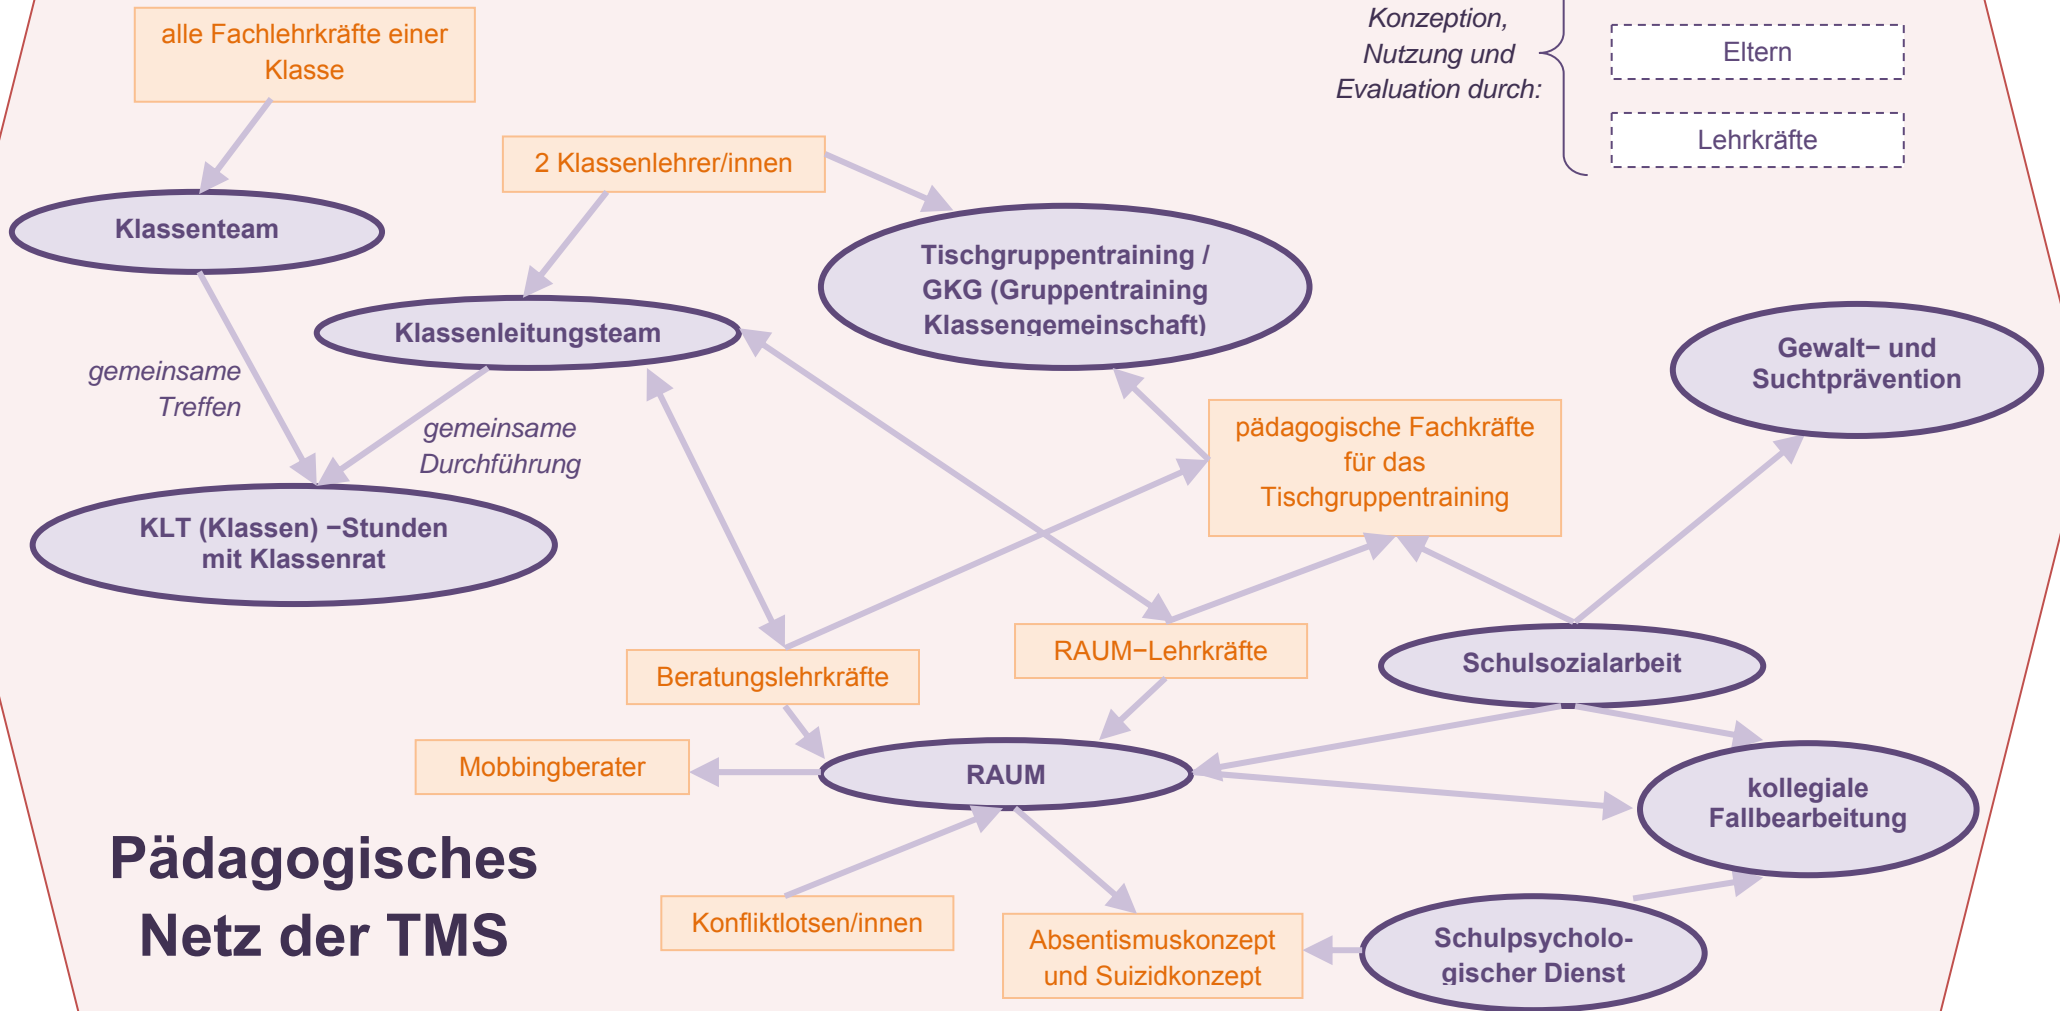 alle Fachlehrkräfte einer
Klasse
Konzeption,
Nutzung und
Evaluation durch:
Eltern
Lehrkräfte
2 Klassenlehrer/innen
Klassenteam
Tischgruppentraining /
GKG (Gruppentraining
Klassengemeinschaft)
Klassenleitungsteam
Gewalt− und
Suchtprävention
gemeinsame
Treffen
gemeinsame
Durchführung
pädagogische Fachkräfte
für das
Tischgruppentraining
KLT (Klassen) −Stunden
mit Klassenrat
Beratungslehrkräfte
RAUM−Lehrkräfte
Schulsozialarbeit
Mobbingberater
RAUM
kollegiale
Fallbearbeitung
Pädagogisches
Netz der TMS
Konfliktlotsen/innen
Absentismuskonzept
und Suizidkonzept
Schulpsycholo-
gischer Dienst